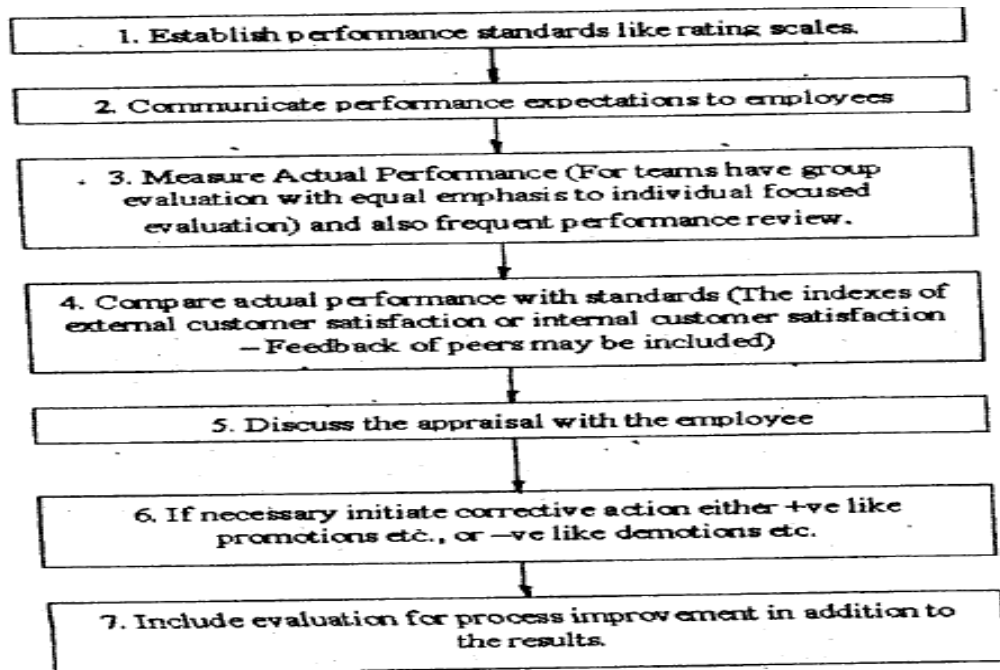 1. Establish performance standards like rating scales.
2. Communicate performance expectations to employees
3. Measure Actual Performance (For teams have group
evaluation with equal emphasis to individual focused
evaluation) and also frequent performance review.
4. Compare actual performance with standards (The indexes of
external customer satisfaction or internal customer satisfaction
– Feedback of peers may be included)
5. Discuss the appraisal with the employee
6. If necessary initiate corrective action either +ve like
promotions etc., or –ve like demotions etc.
7. Include evaluation for process improvement in addition to
the results.